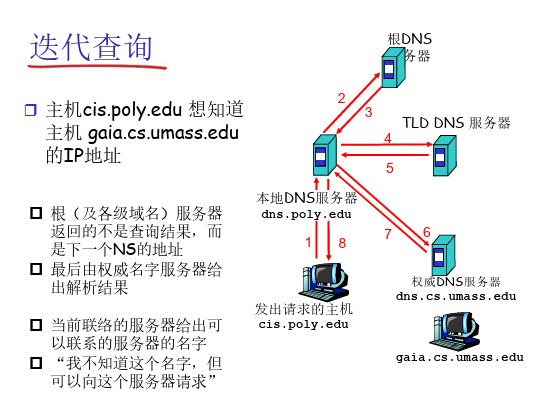 迭代查询
主机cis.poly.edu 想知道
主机 gaia.cs.umass.edu
的IP地址
根（及各级域名）服务器
返回的不是查询结果，而
是下一个NS的地址
最后由权威名字服务器给
出解析结果
当前联络的服务器给出可
以联系的服务器的名字
“我不知道这个名字，但
可以向这个服务器请求”
根DNS
务器
2
3
TLD DNS 服务器
4
5
本地DNS服务器
dns.poly.edu
6
7
1
8
权威DNS服务器
dns.cs.umass.edu
发出请求的主机
cis.poly.edu
gaia.cs.umass.edu